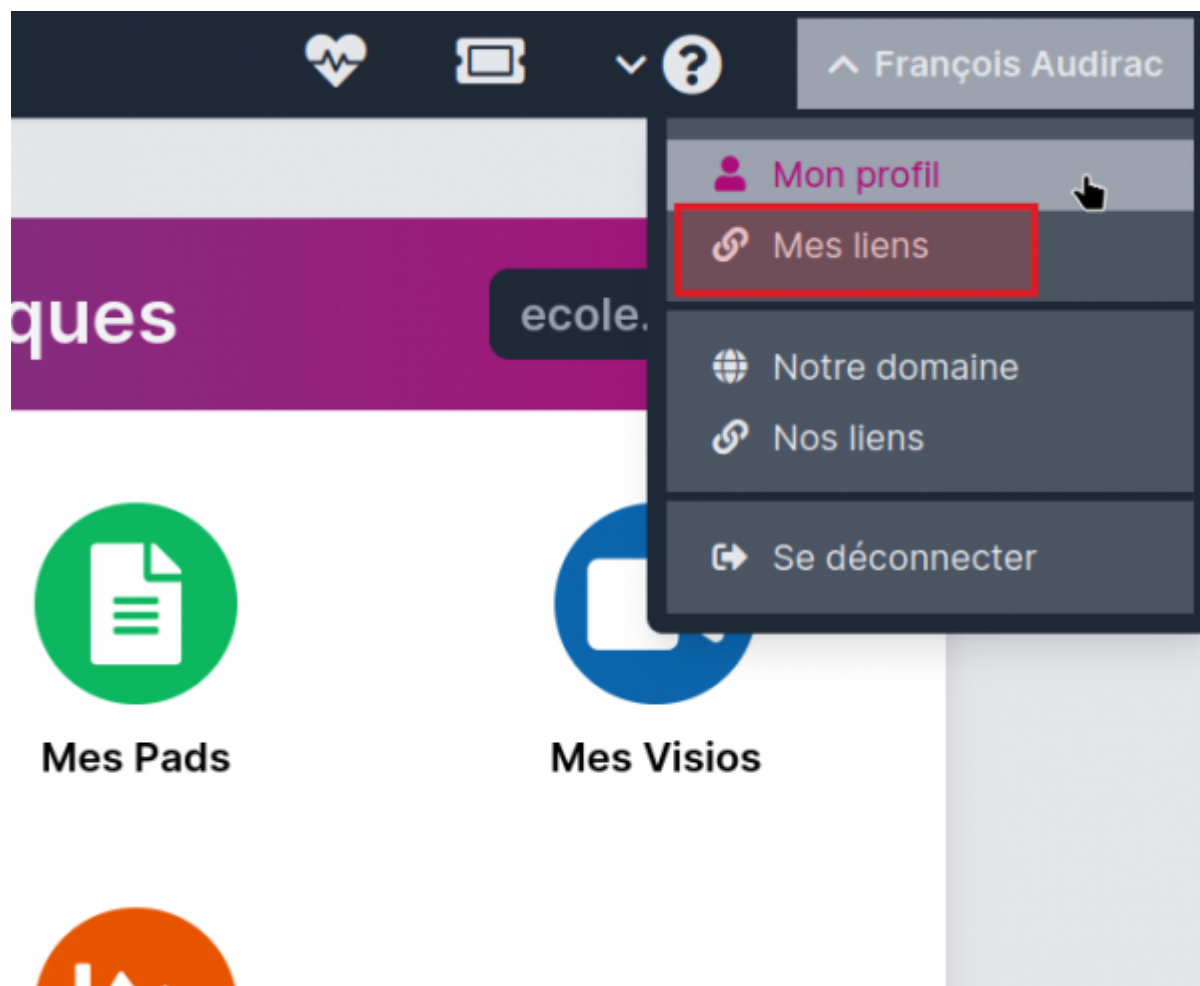 François Audirac
Mon profil
Mes liens
ques
ecole.
Notre domaine
Nos liens
Se déconnecter
Mes Pads
Mes Visios